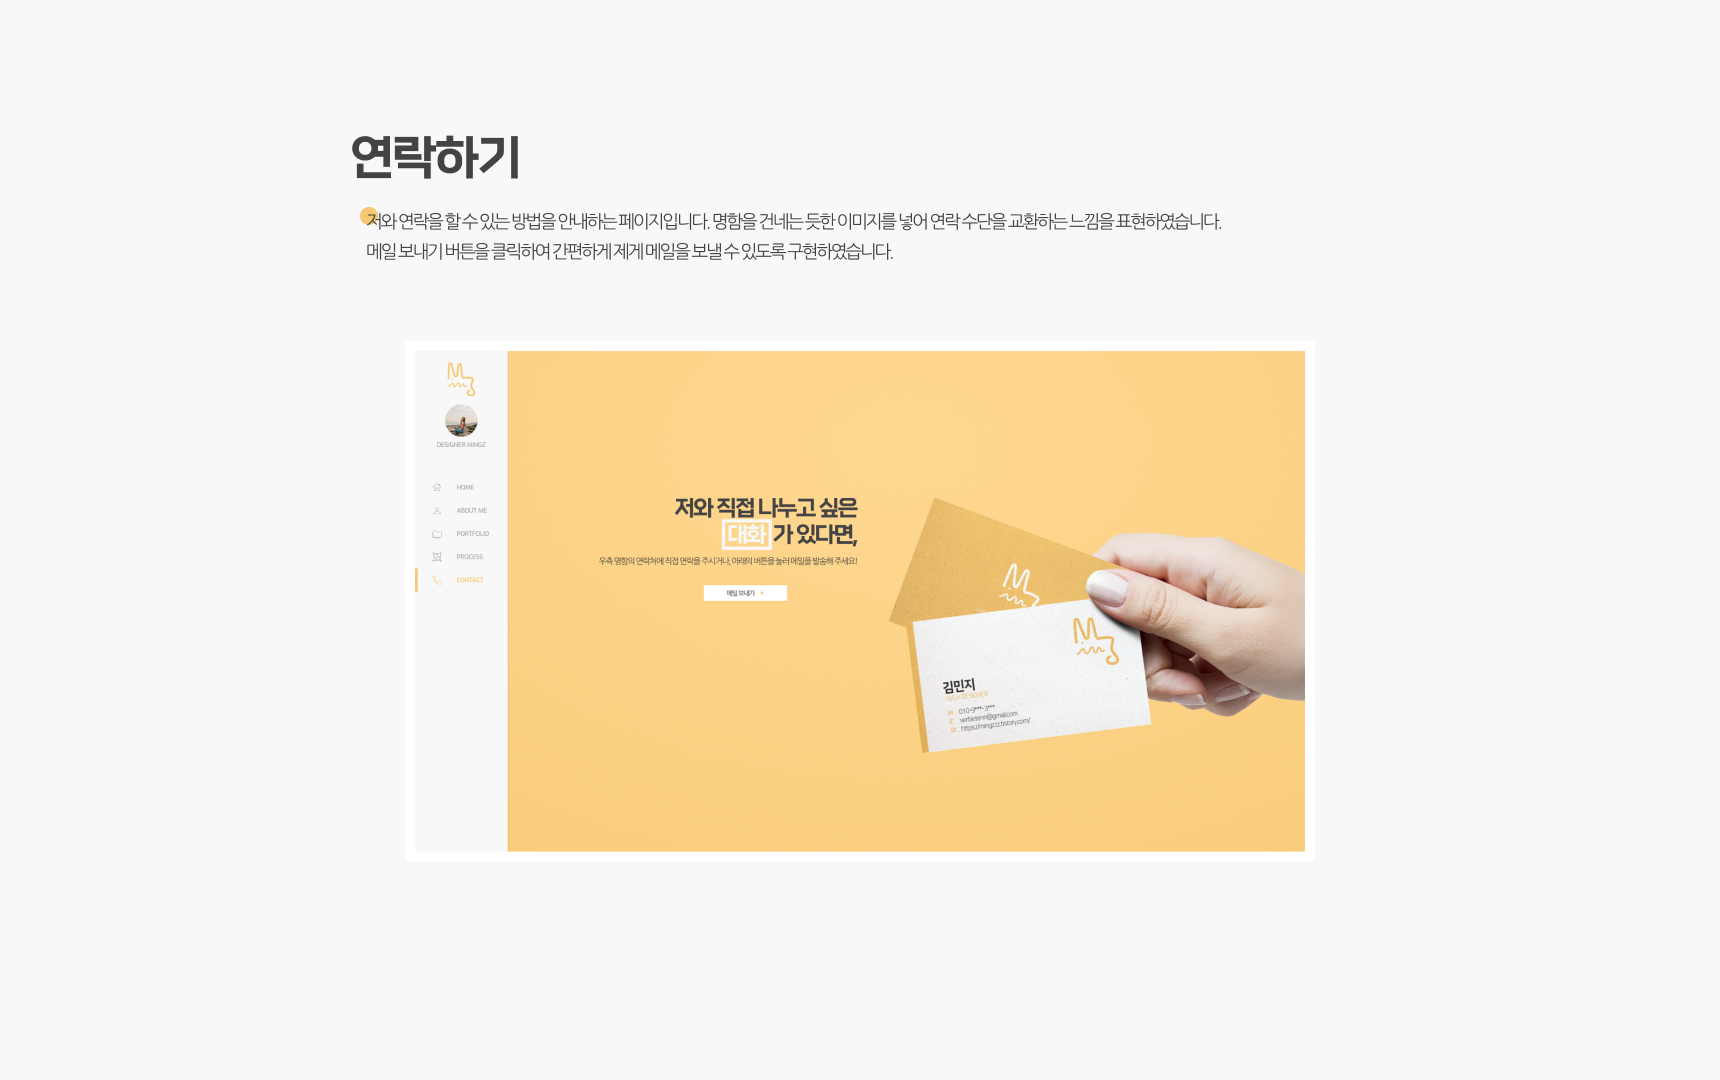 연락하기
저와 연락을 할 수 있는 방법을 안내하는 페이지입니다. 명함을 건네는 듯한 이미지를 넣어 연락 수단을 교환하는 느낌을 표현하였습니다.
메일 보내기 버튼을 클릭하여 간편하게 제게 메일을 보낼 수 있도록 구현하였습니다.
DESIGNER MINGZ
HOME
ABOUT ME
PORTFOLIO
PROCESS
CONTACT
저와 직접 나누고 싶은
대화 가 있다면,
우측 명함의 연락처에 직접 연락을 주시거나, 아래의 버튼을 눌러 메일을 발송해 주세요!
메일 보내기 >
김민지
UI/UX DESIGNER
M 010-9***-3***
E @gmail.com
W https://mingzzz.tistory.com/